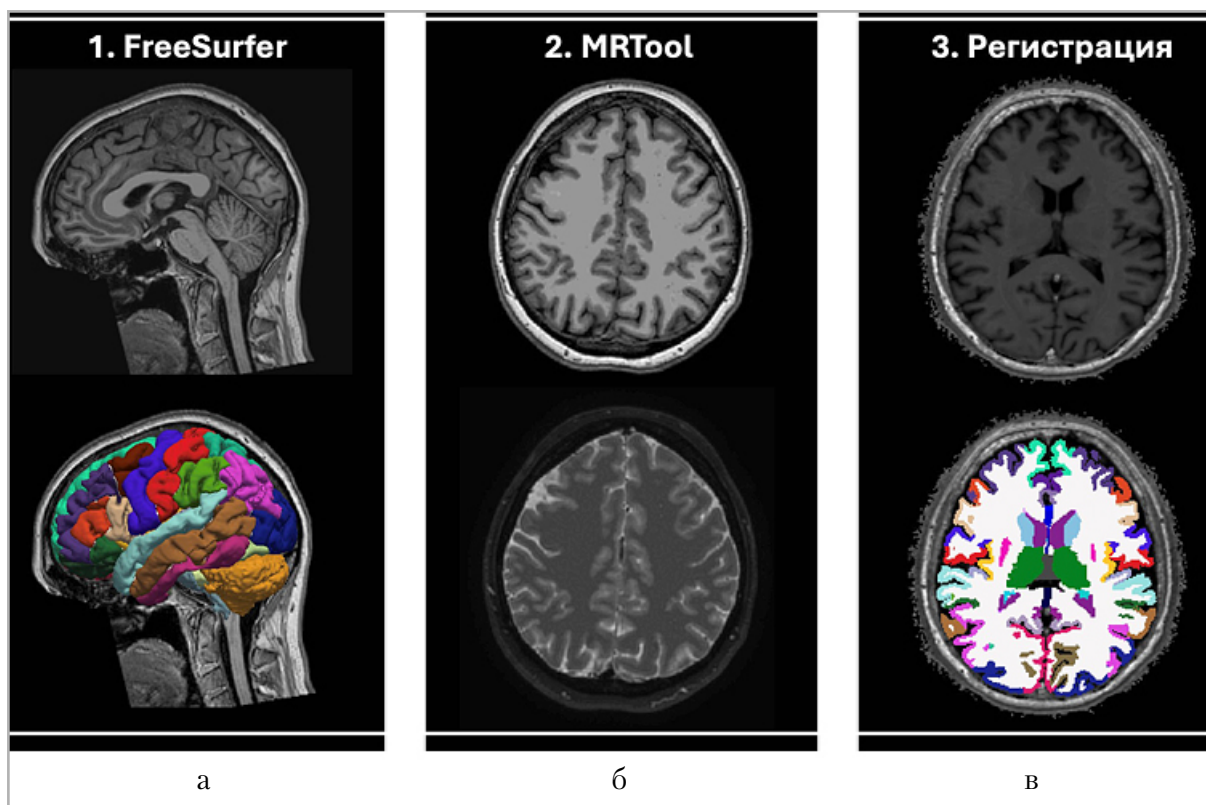 1. FreeSurfer
2. MRTool
3. Регистрация
а
б
в